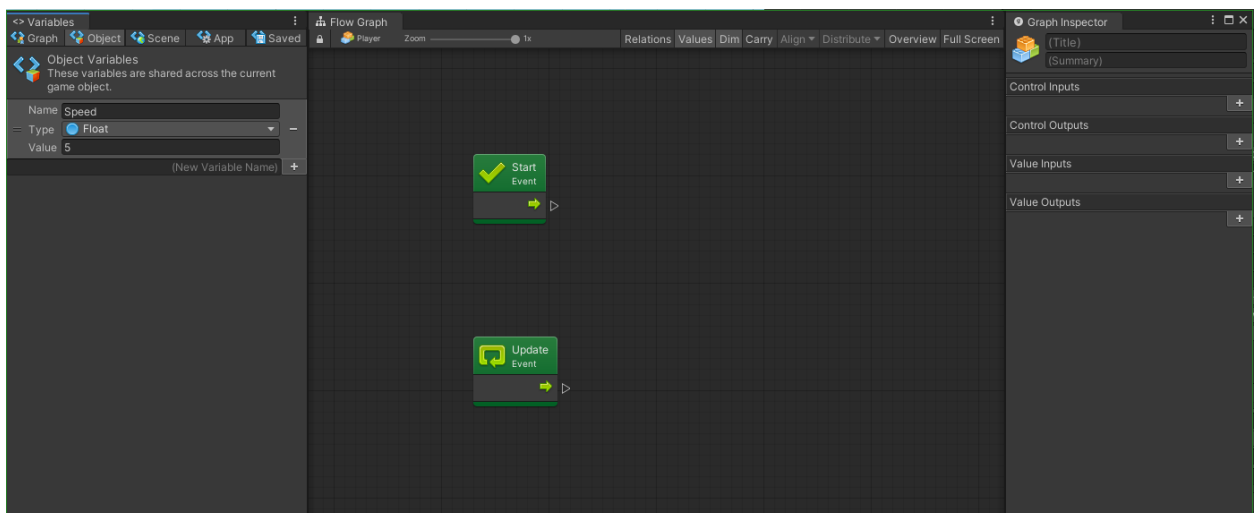 <> Variables
Graph Object Scene App Saved
Object Variables
These variables are shared across the current
game object.
Name Speed
Type Float
Value 5
(New Variable Name) +
Flow Graph
Player Zoom 1x Relations Values Dim Carry Align Distribute Overview Full Screen
Start
Event
Update
Event
Graph Inspector
(Title)
(Summary)
Control Inputs
+
Control Outputs
+
Value Inputs
+
Value Outputs
+